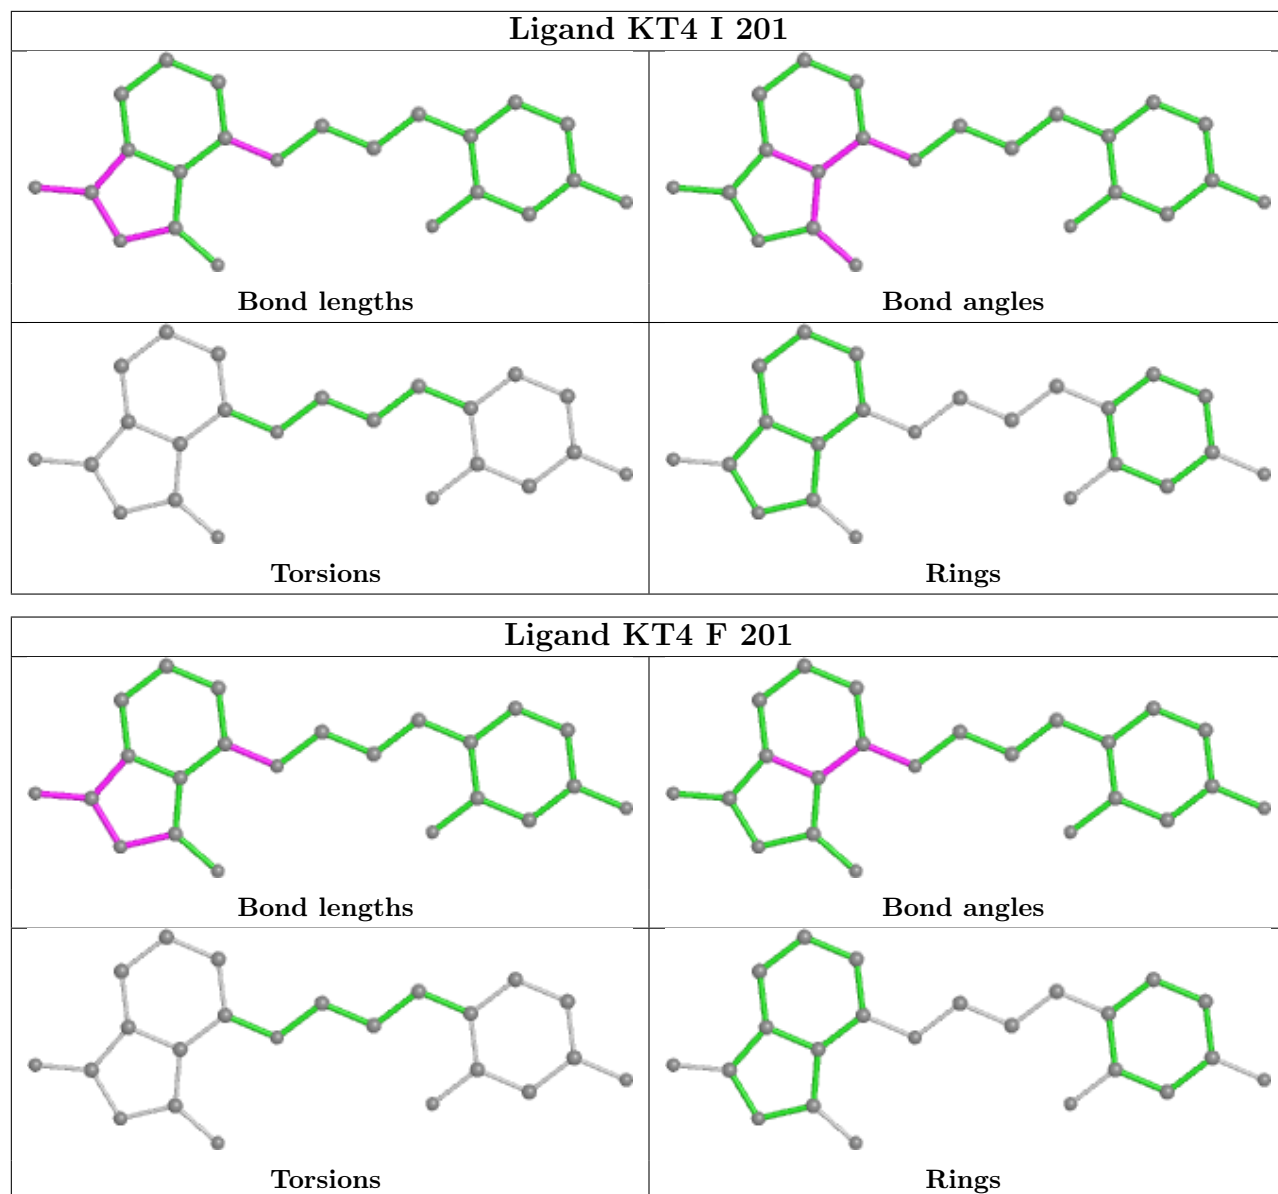 Ligand KT4 I 201
Bond lengths
Bond angles
Torsions
Rings
Ligand KT4 F 201
Bond lengths
Bond angles
Torsions
Rings